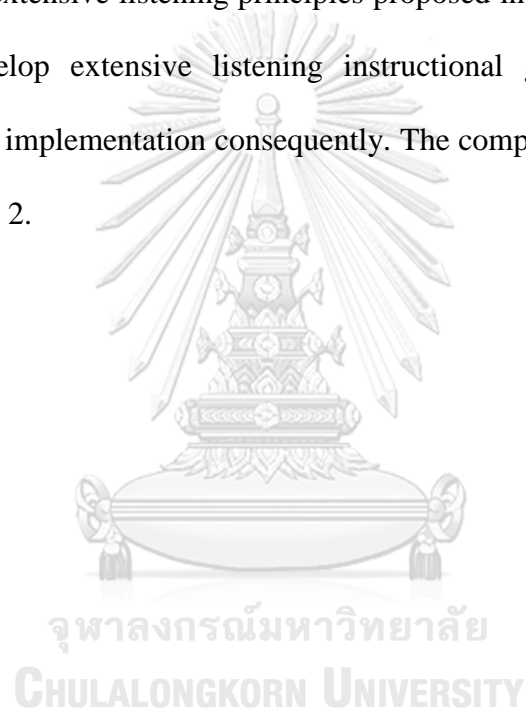 extensive listening principles proposed in
elop extensive listening instructional
implementation consequently. The comp
2.
จุฬาลงกรณ์มหาวิทยาลัย
CHULALONGKORN UNIVERSITY